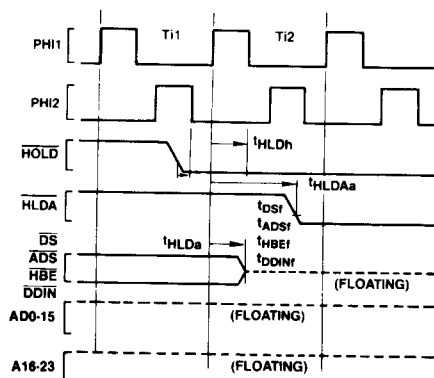 PHI1 Ti1 Ti2
PHI2
HOLD tHLDh
tHLDAa
HLDA tDSf
tADSf
DS tHLDa tHBEf
ADS tDDINf
HBE (FLOATING)
DDIN
AD0-15 (FLOATING)
A16-23 (FLOATING)